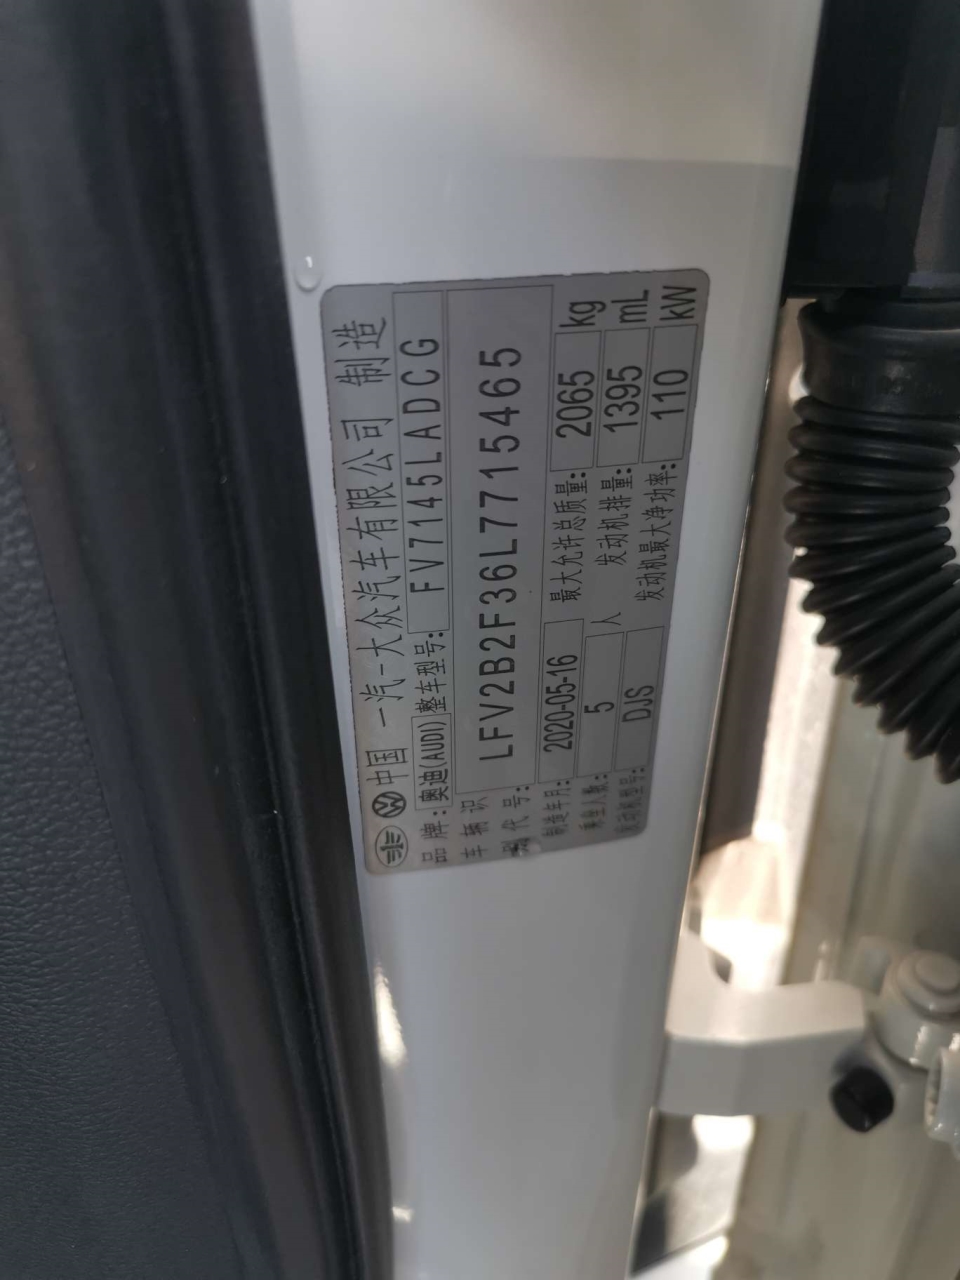 中国 一汽-大众汽车有限公司 制造
品牌: 奥迪(AUDI) 整车型号: FV7145LADCG
车辆识别代号: LFV2B2F36L7715465
制造年月: 2020-05-16 最大允许总质量: 2065 kg
乘坐人数: 5 人 发动机排量: 1395 mL
发动机型号: DJS 发动机最大净功率: 110 kW